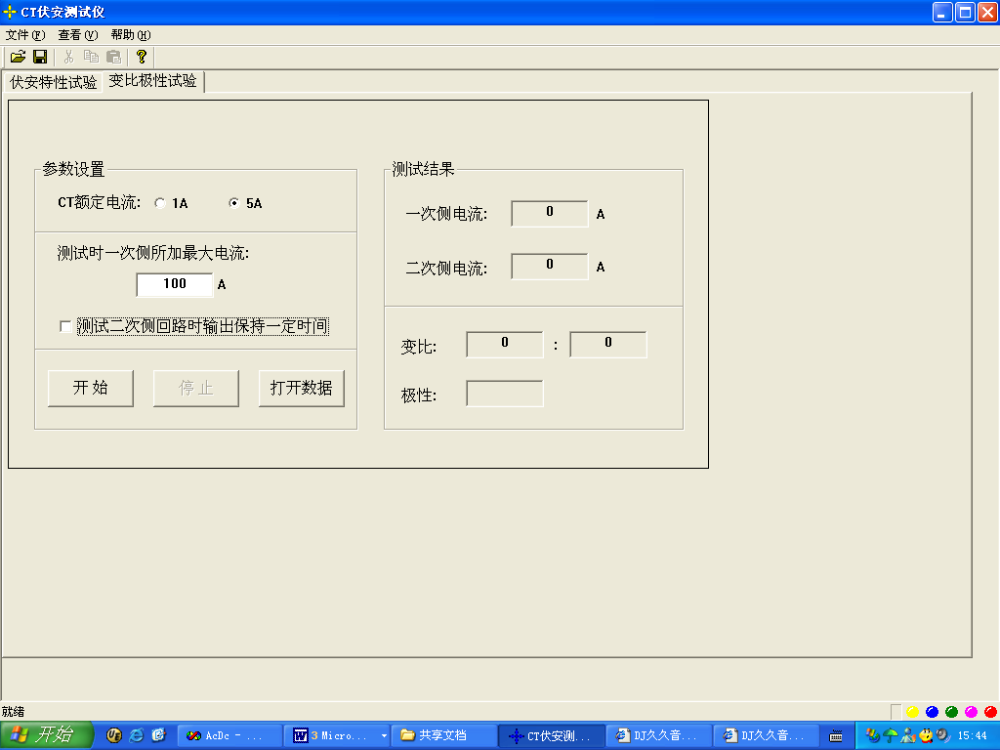 CT伏安测试仪
文件(F) 查看(V) 帮助(H)
伏安特性试验 变比极性试验
参数设置
CT额定电流: 1A 5A
测试时一次侧所加最大电流:
100 A
测试二次侧回路时输出保持一定时间
开始 停止 打开数据
测试结果
一次侧电流: 0 A
二次侧电流: 0 A
变比: 0 : 0
极性:
就绪
开始 AcDc - ... 3 Micro... 共享文档 CT伏安测... DJ久久音... DJ久久音... 15:44